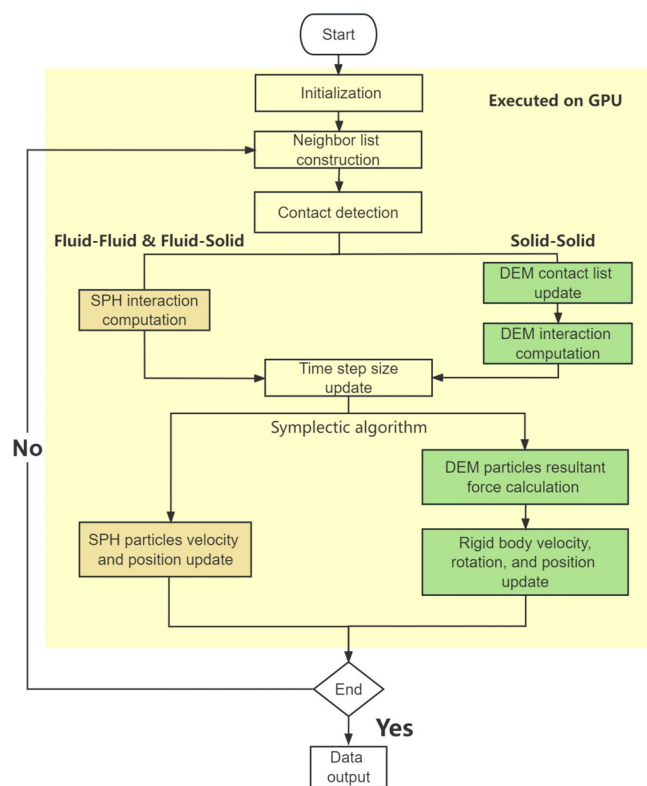 Start
Initialization
Executed on GPU
Neighbor list
construction
Contact detection
Fluid-Fluid & Fluid-Solid
Solid-Solid
SPH interaction
computation
DEM contact list
update
DEM interaction
computation
Time step size
update
Symplectic algorithm
No
DEM particles resultant
force calculation
SPH particles velocity
and position update
Rigid body velocity,
rotation, and position
update
End
Yes
Data
output